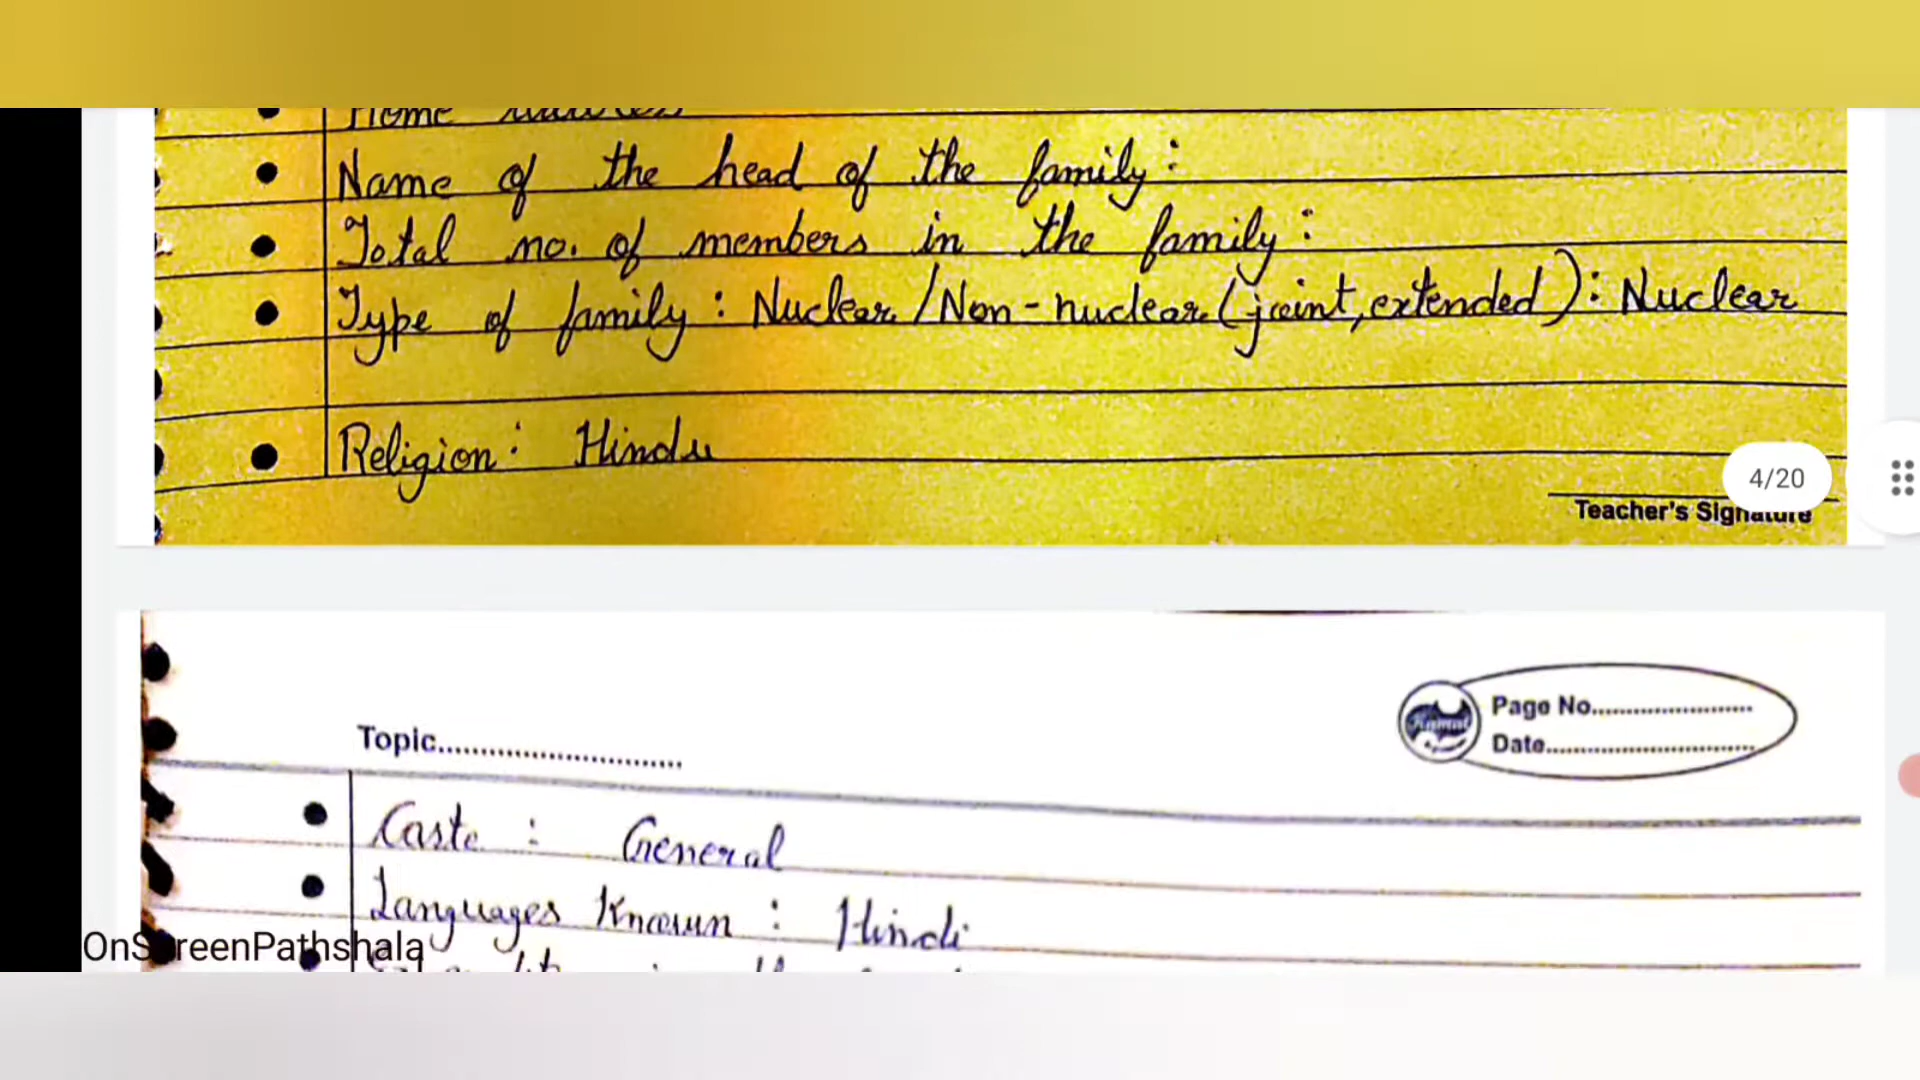 Home address
• Name of the head of the family:
• Total no. of members in the family:
• Type of family: Nuclear/Non-nuclear (joint, extended): Nuclear
• Religion: Hindu
4/20
Teacher's Signature
Page No.
Date
Topic
• Caste: General
• Languages Known: Hindi
OnScreenPathshala